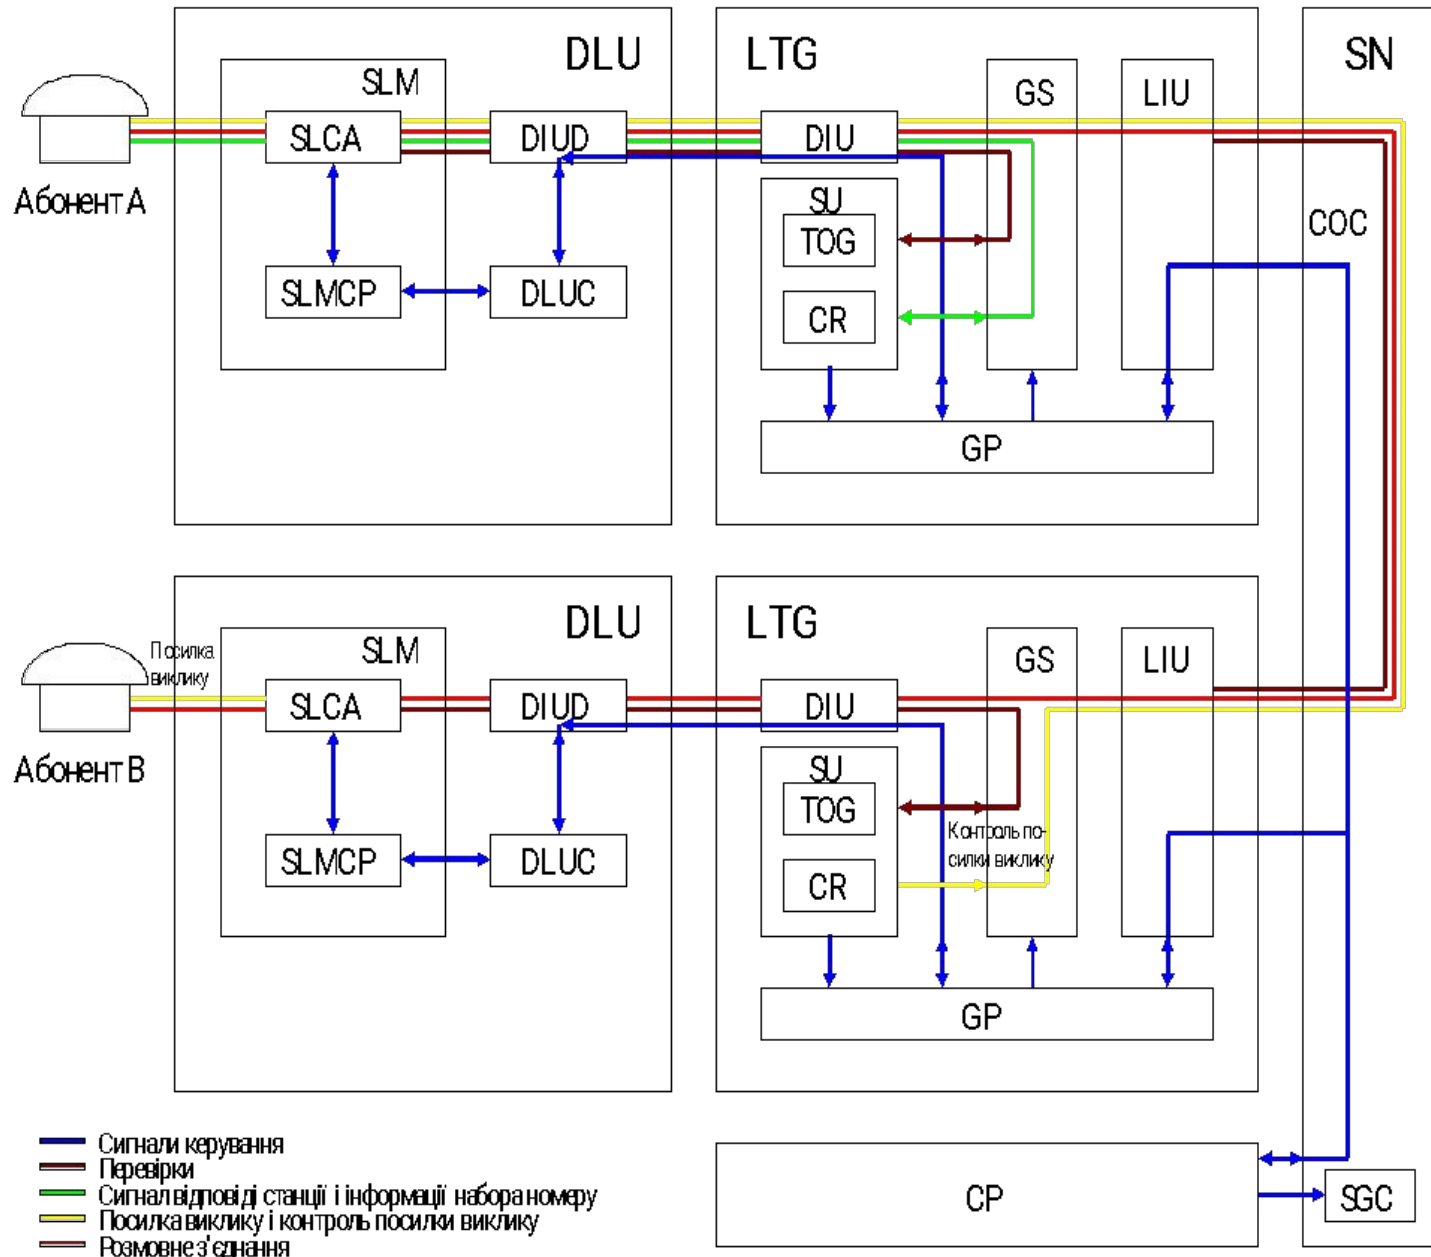 DLU
LTG
SN
SLM
GS
LIU
SLCA
DIUD
DIU
Абонент А
SU
TOG
COC
SLMCP
DLUC
CR
GP
DLU
LTG
Посилка
виклику
SLM
GS
LIU
SLCA
DIUD
DIU
Абонент В
SU
TOG
Контроль по-
силки виклику
SLMCP
DLUC
CR
GP
Сигнали керування
Перевірки
Сигнал відповіді станції і інформації набора номеру
Посилка виклику і контроль посилки виклику
Розмовне з'єднання
CP
SGC